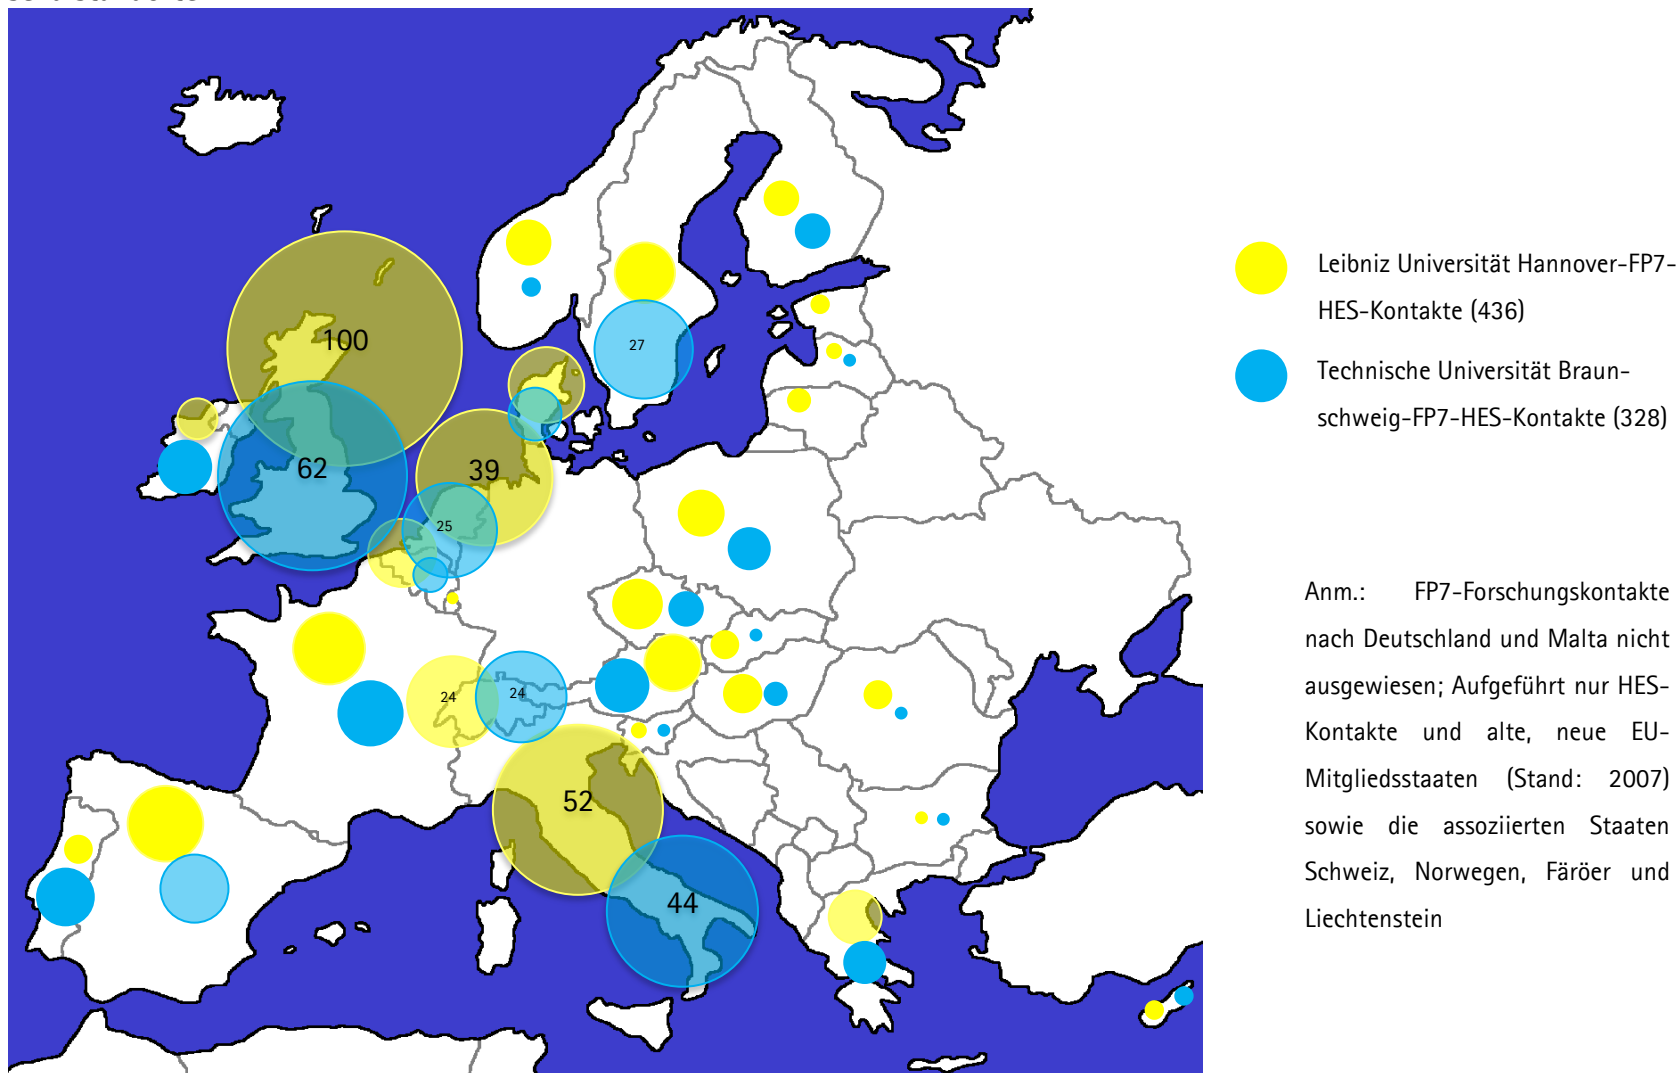 100
27
62
39
25
24
24
52
44
Leibniz Universität Hannover-FP7-
HES-Kontakte (436)
Technische Universität Braun-
schweig-FP7-HES-Kontakte (328)
Anm.: FP7-Forschungskontakte
nach Deutschland und Malta nicht
ausgewiesen; Aufgeführt nur HES-
Kontakte und alte, neue EU-
Mitgliedsstaaten (Stand: 2007)
sowie die assoziierten Staaten
Schweiz, Norwegen, Färöer und
Liechtenstein